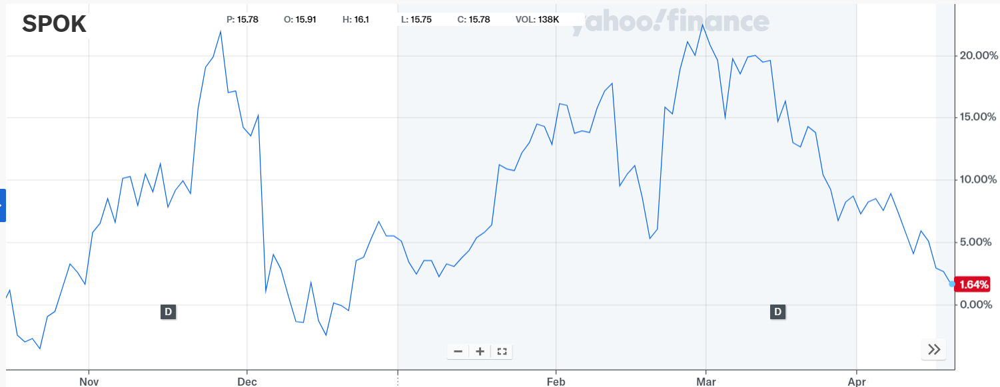 SPOK
P: 15.78 O: 15.91 H: 16.1 L: 15.75 C: 15.78 VOL: 138K
yahoo!finance
20.00%
15.00%
10.00%
5.00%
1.64%
0.00%
D D
Nov Dec Feb Mar Apr